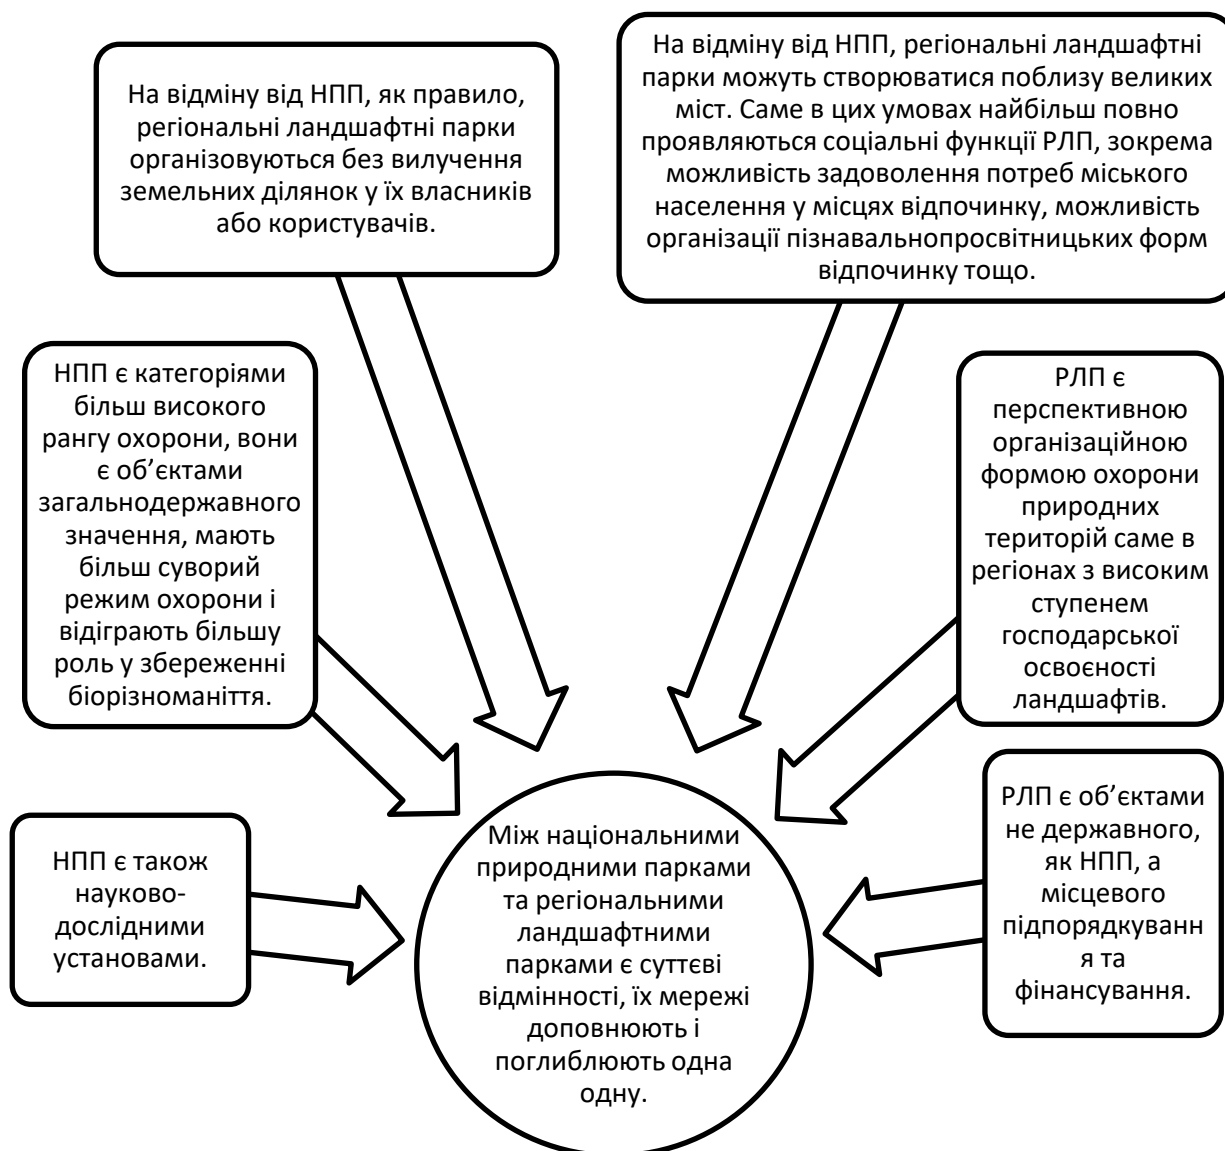 На відміну від НПП, як правило,
регіональні ландшафтні парки
організовуються без вилучення
земельних ділянок у їх власників
або користувачів.
На відміну від НПП, регіональні ландшафтні
парки можуть створюватися поблизу великих
міст. Саме в цих умовах найбільш повно
проявляються соціальні функції РЛП, зокрема
можливість задоволення потреб міського
населення у місцях відпочинку, можливість
організації пізнавальнопросвітницьких форм
відпочинку тощо.
НПП є категоріями
більш високого
рангу охорони, вони
є об’єктами
загальнодержавного
значення, мають
більш суворий
режим охорони і
відіграють більшу
роль у збереженні
біорізноманіття.
РЛП є
перспективною
організаційною
формою охорони
природних
територій саме в
регіонах з високим
ступенем
господарської
освоєності
ландшафтів.
НПП є також
науково-
дослідними
установами.
Між національними
природними парками
та регіональними
ландшафтними
парками є суттєві
відмінності, їх мережі
доповнюють і
поглиблюють одна
одну.
РЛП є об’єктами
не державного,
як НПП, а
місцевого
підпорядкуванн
я та
фінансування.